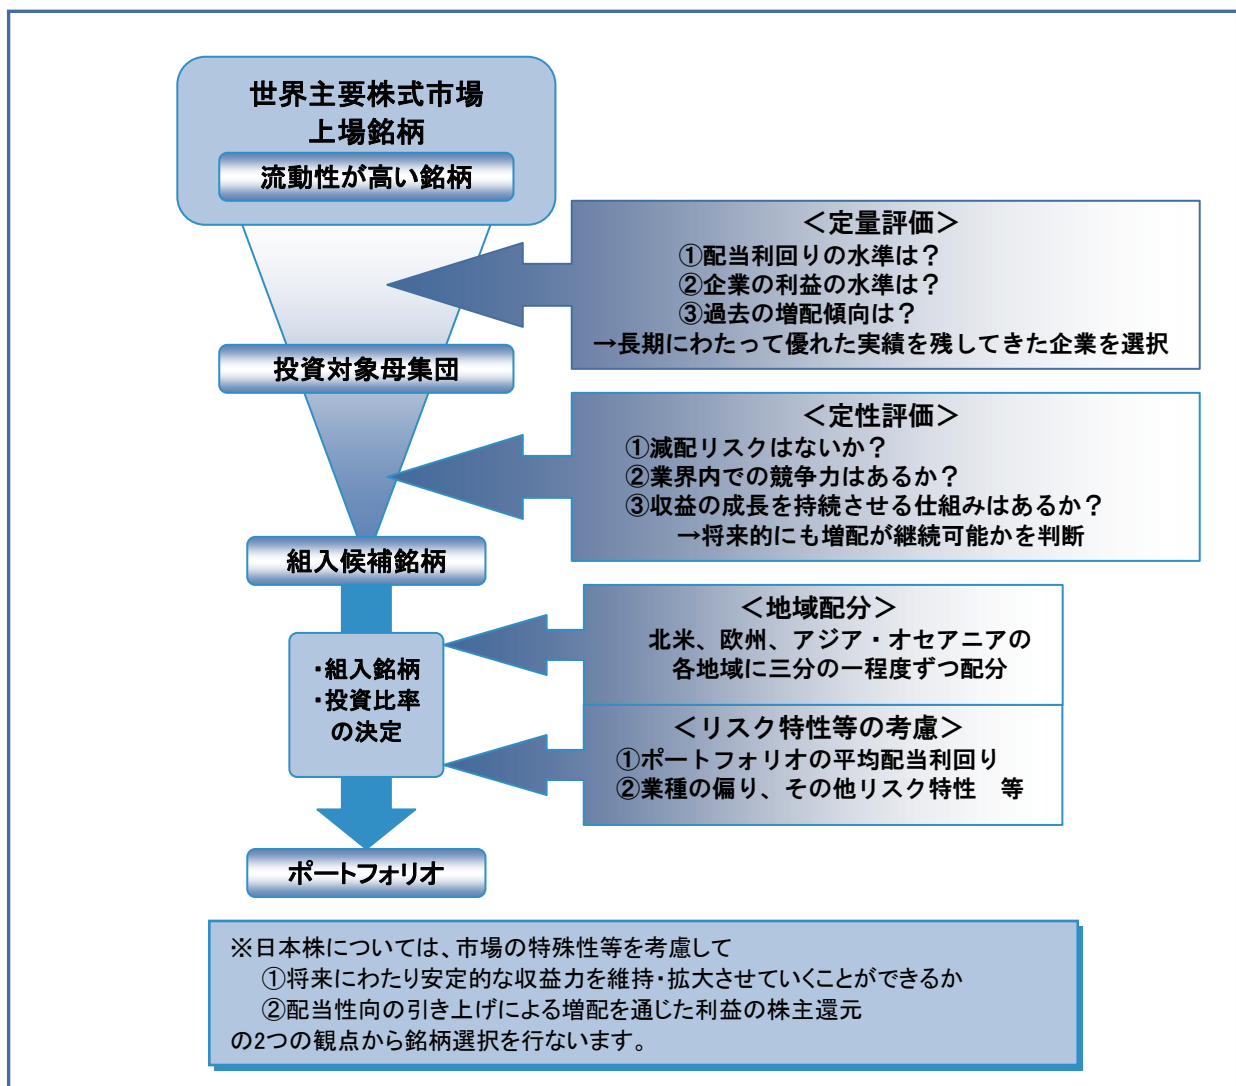 世界主要株式市場
上場銘柄
流動性が高い銘柄
＜定量評価＞
①配当利回りの水準は？
②企業の利益の水準は？
③過去の増配傾向は？
→長期にわたって優れた実績を残してきた企業を選択
投資対象母集団
＜定性評価＞
①減配リスクはないか？
②業界内での競争力はあるか？
③収益の成長を持続させる仕組みはあるか？
→将来的にも増配が継続可能かを判断
組入候補銘柄
＜地域配分＞
北米、欧州、アジア・オセアニアの
各地域に三分の一程度ずつ配分
・組入銘柄
・投資比率
の決定
＜リスク特性等の考慮＞
①ポートフォリオの平均配当利回り
②業種の偏り、その他リスク特性　等
ポートフォリオ
※日本株については、市場の特殊性等を考慮して
①将来にわたり安定的な収益力を維持・拡大させていくことができるか
②配当性向の引き上げによる増配を通じた利益の株主還元
の2つの観点から銘柄選択を行ないます。